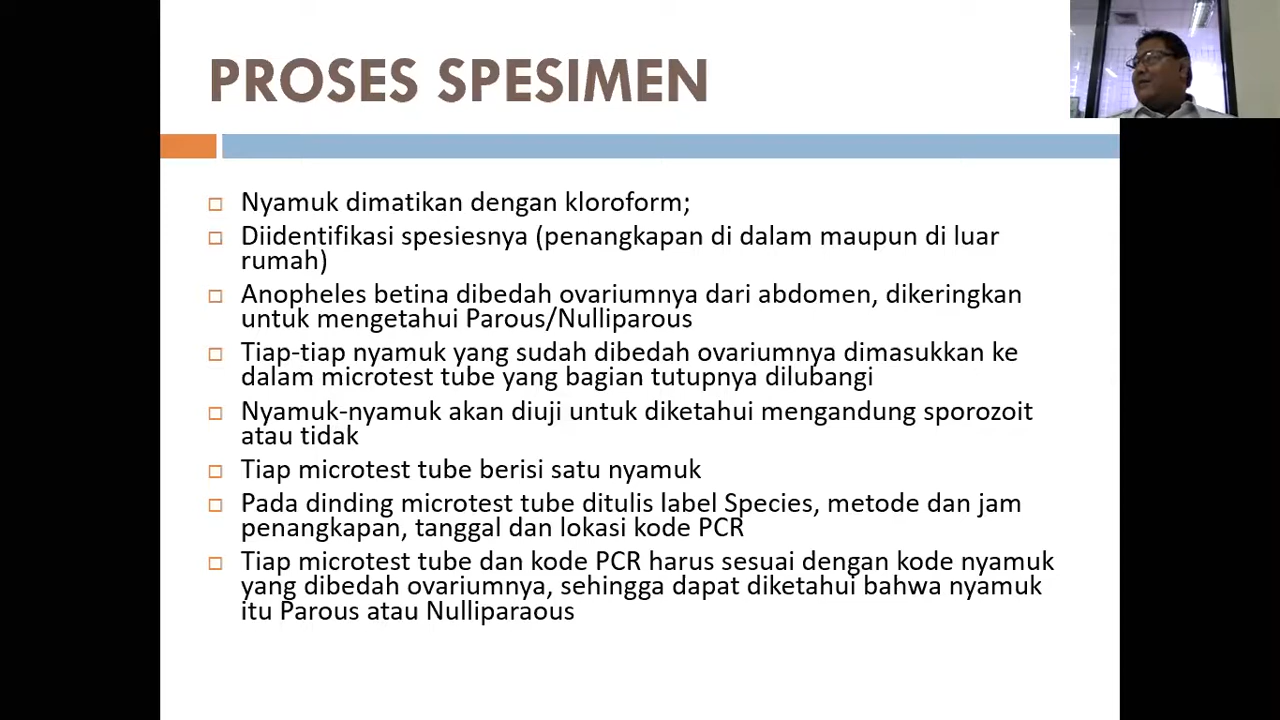 PROSES SPESIMEN
Nyamuk dimatikan dengan kloroform;
Diidentifikasi spesiesnya (penangkapan di dalam maupun di luar
rumah)
Anopheles betina dibedah ovariumnya dari abdomen, dikeringkan
untuk mengetahui Parous/Nulliparous
Tiap-tiap nyamuk yang sudah dibedah ovariumnya dimasukkan ke
dalam microtest tube yang bagian tutupnya dilubangi
Nyamuk-nyamuk akan diuji untuk diketahui mengandung sporozoit
atau tidak
Tiap microtest tube berisi satu nyamuk
Pada dinding microtest tube ditulis label Species, metode dan jam
penangkapan, tanggal dan lokasi kode PCR
Tiap microtest tube dan kode PCR harus sesuai dengan kode nyamuk
yang dibedah ovariumnya, sehingga dapat diketahui bahwa nyamuk
itu Parous atau Nulliparaous